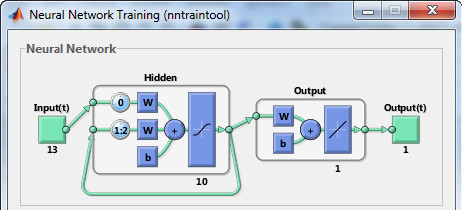 Neural Network Training (nntraintool)
Neural Network
Hidden
Output
Input(t)
Output(t)
0
W
1:2
W
b
+
W
b
+
13
10
1
1